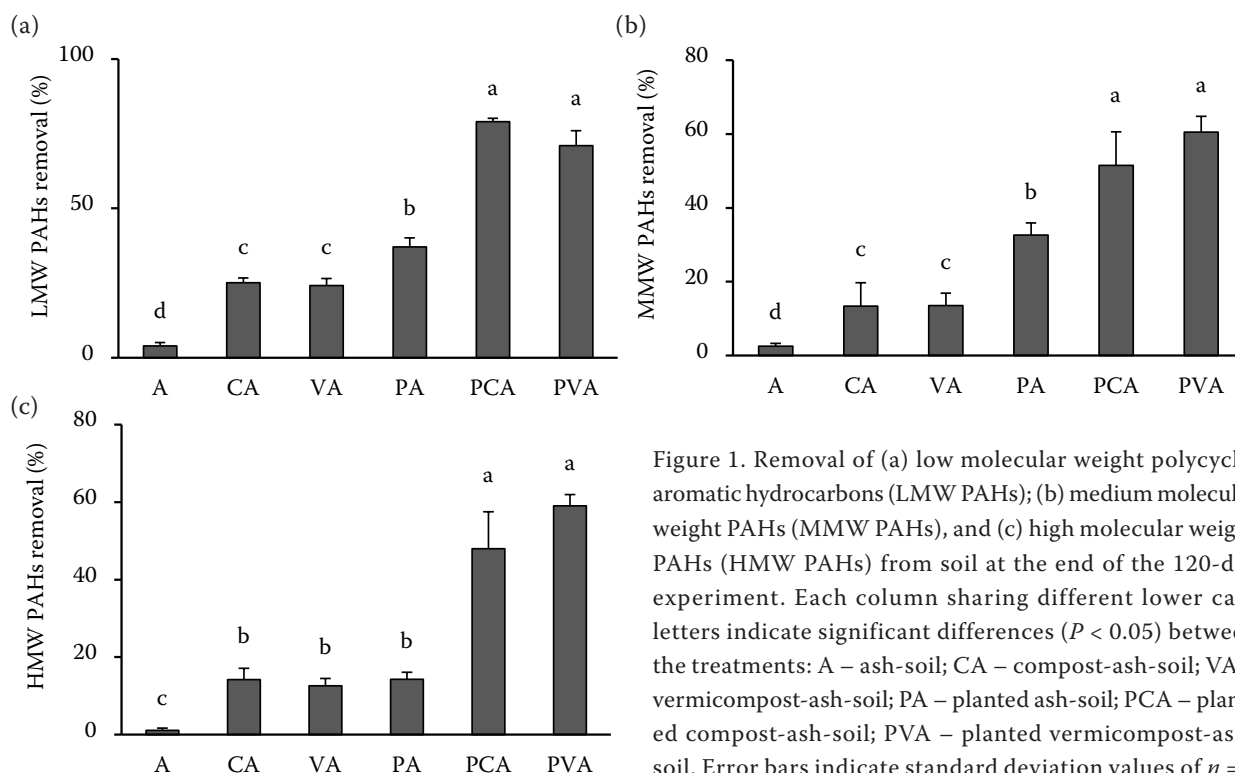 (a)
100
50
0
LMW PAHs removal (%)
d
c
c
b
a
a
A CA VA PA PCA PVA
(b)
80
60
40
20
0
MMW PAHs removal (%)
d
c
c
b
a
a
A CA VA PA PCA PVA
(c)
80
60
40
20
0
HMW PAHs removal (%)
c
b
b
b
a
a
A CA VA PA PCA PVA
Figure 1. Removal of (a) low molecular weight polycycl
aromatic hydrocarbons (LMW PAHs); (b) medium molecul
weight PAHs (MMW PAHs), and (c) high molecular weig
PAHs (HMW PAHs) from soil at the end of the 120-d
experiment. Each column sharing different lower ca
letters indicate significant differences (P < 0.05) betwe
the treatments: A – ash-soil; CA – compost-ash-soil; VA
vermicompost-ash-soil; PA – planted ash-soil; PCA – plan
ed compost-ash-soil; PVA – planted vermicompost-as
soil. Error bars indicate standard deviation values of n =